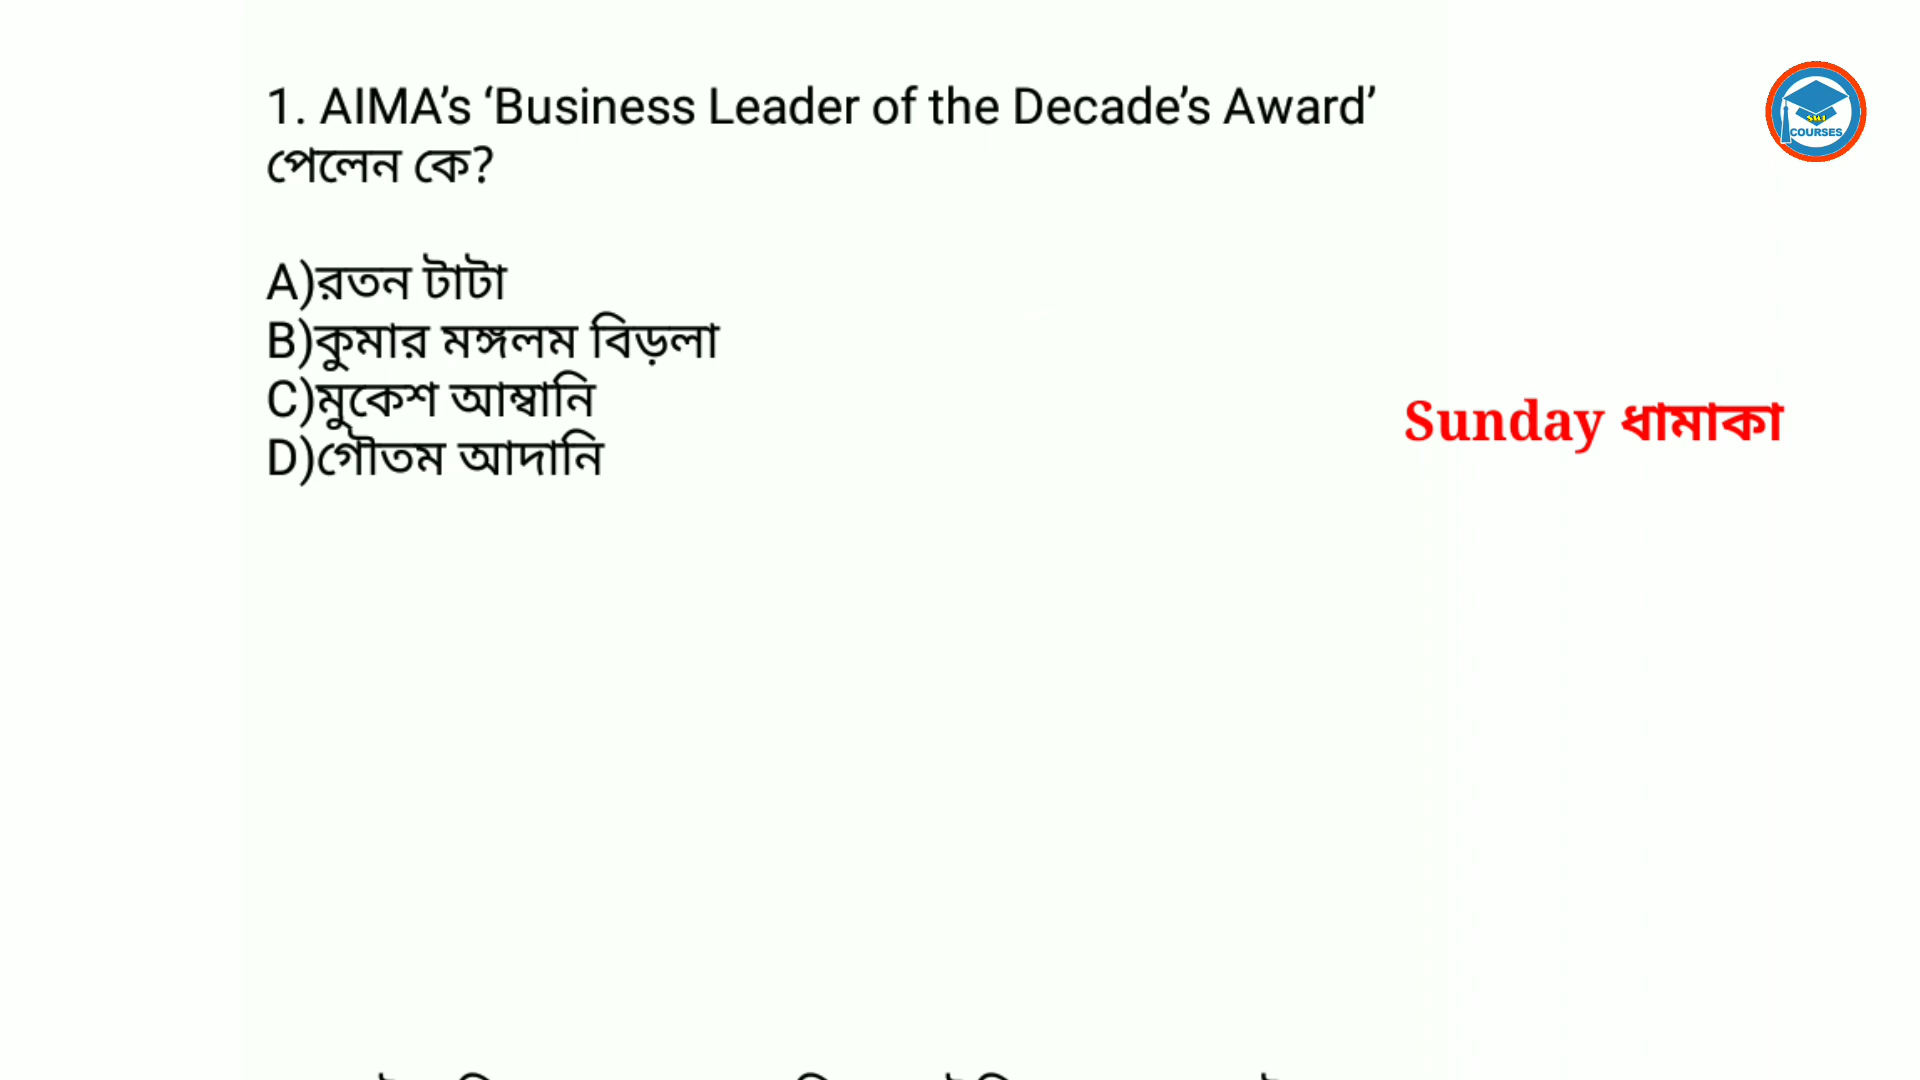 1. AIMA’s ‘Business Leader of the Decade’s Award’
পেলেন কে?
A)রতন টাটা
B)কুমার মঙ্গলম বিড়লা
C)মুকেশ আম্বানি
D)গৌতম আদানি
Sunday ধামাকা
COURSES